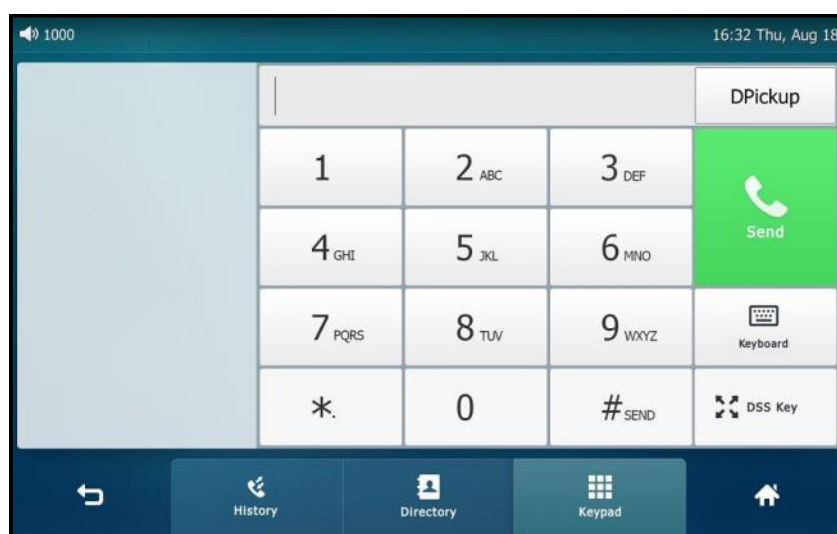 1000 16:32 Thu, Aug 18
DPickup
1 2 ABC 3 DEF
Send
4 GHI 5 JKL 6 MNO
7 PQRS 8 TUV 9 WXYZ
Keyboard
*. 0 # SEND DSS Key
History Directory Keypad